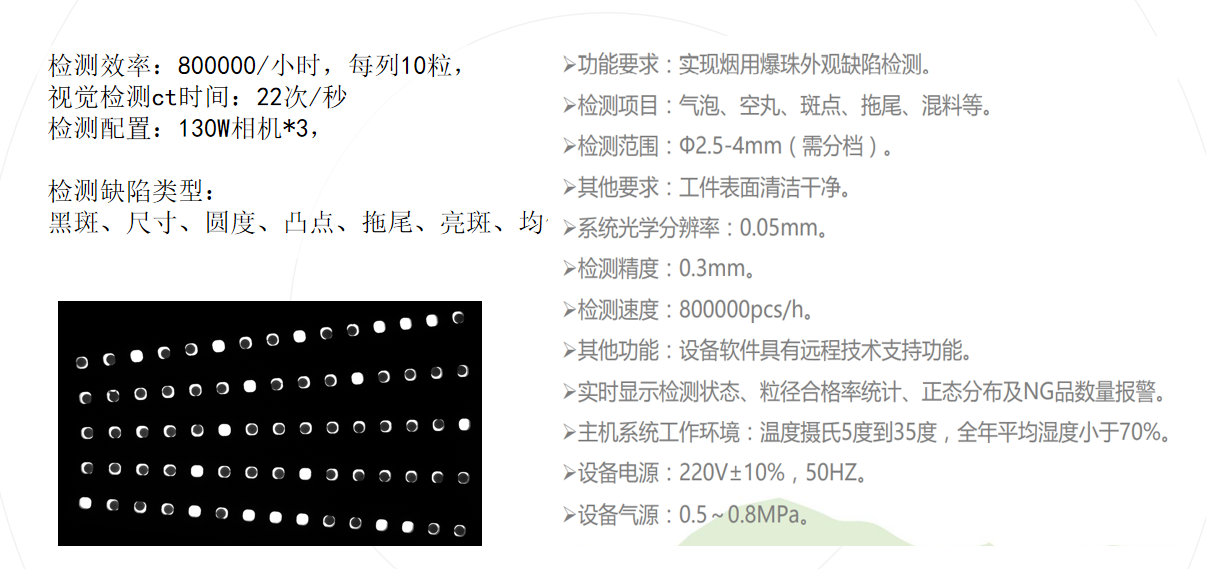 检测效率：800000/小时，每列10粒，
视觉检测ct时间：22次/秒
检测配置：130W相机*3，
检测缺陷类型：
黑斑、尺寸、圆度、凸点、拖尾、亮斑、均
➢功能要求：实现烟用爆珠外观缺陷检测。
➢检测项目：气泡、空丸、斑点、拖尾、混料等。
➢检测范围：Φ2.5-4mm（需分档）。
➢其他要求：工件表面清洁干净。
➢系统光学分辨率：0.05mm。
➢检测精度：0.3mm。
➢检测速度：800000pcs/h。
➢其他功能：设备软件具有远程技术支持功能。
➢实时显示检测状态、粒径合格率统计、正态分布及NG品数量报警。
➢主机系统工作环境：温度摄氏5度到35度，全年平均湿度小于70%。
➢设备电源：220V±10%，50HZ。
➢设备气源：0.5～0.8MPa。